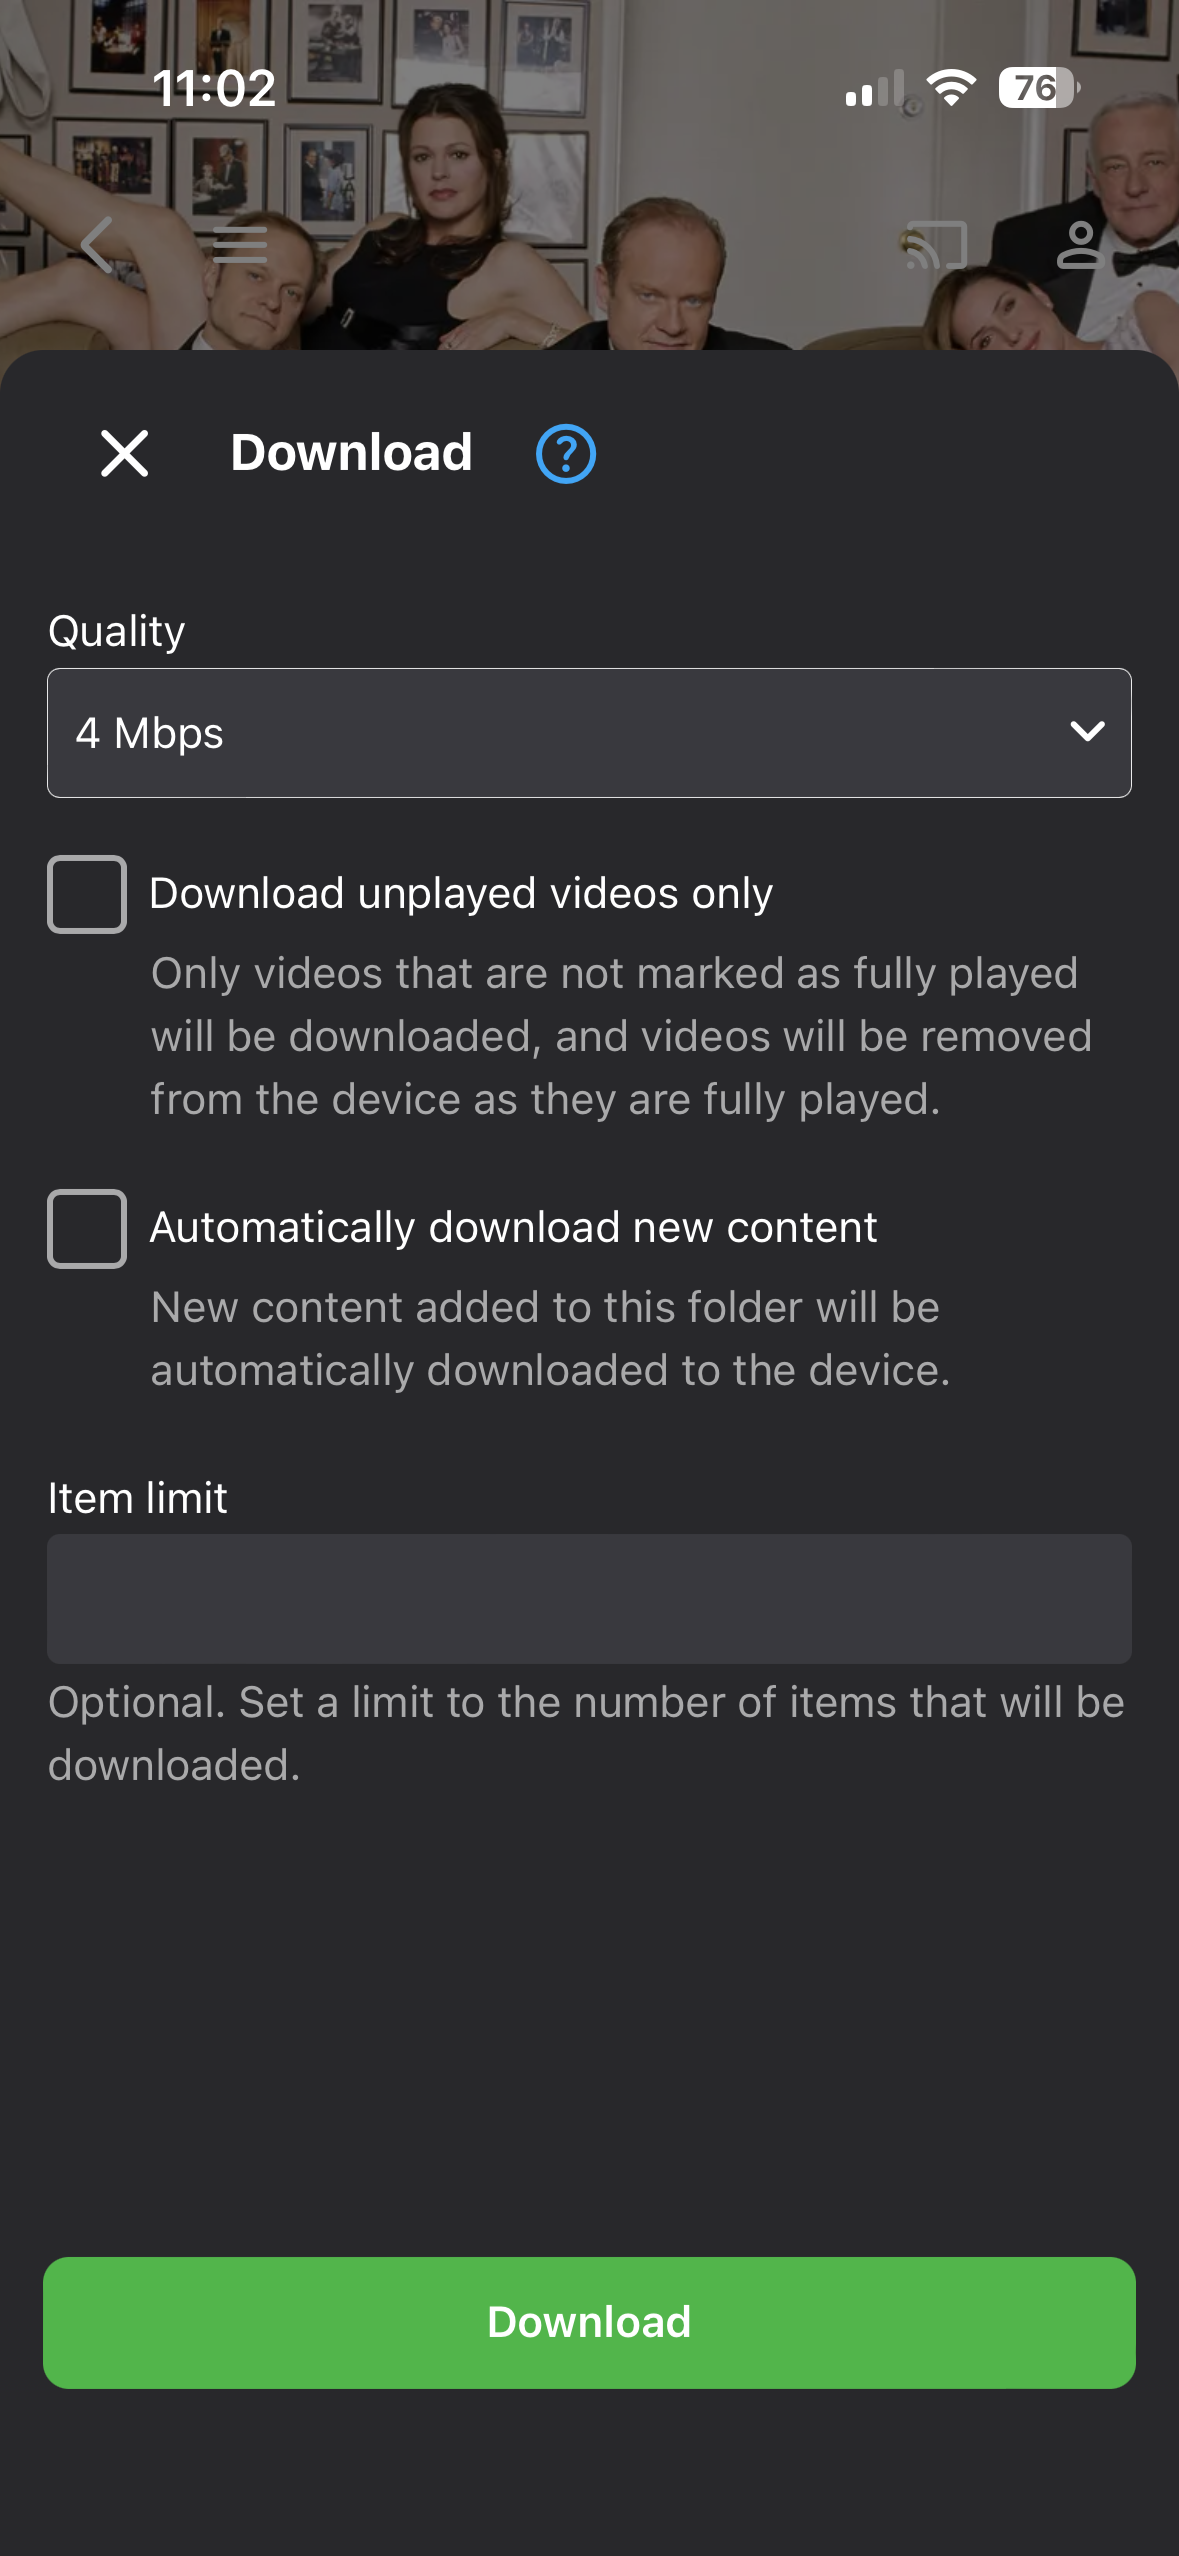 11:02
76
Download
Quality
4 Mbps
Download unplayed videos only
Only videos that are not marked as fully played
will be downloaded, and videos will be removed
from the device as they are fully played.
Automatically download new content
New content added to this folder will be
automatically downloaded to the device.
Item limit
Optional. Set a limit to the number of items that will be
downloaded.
Download